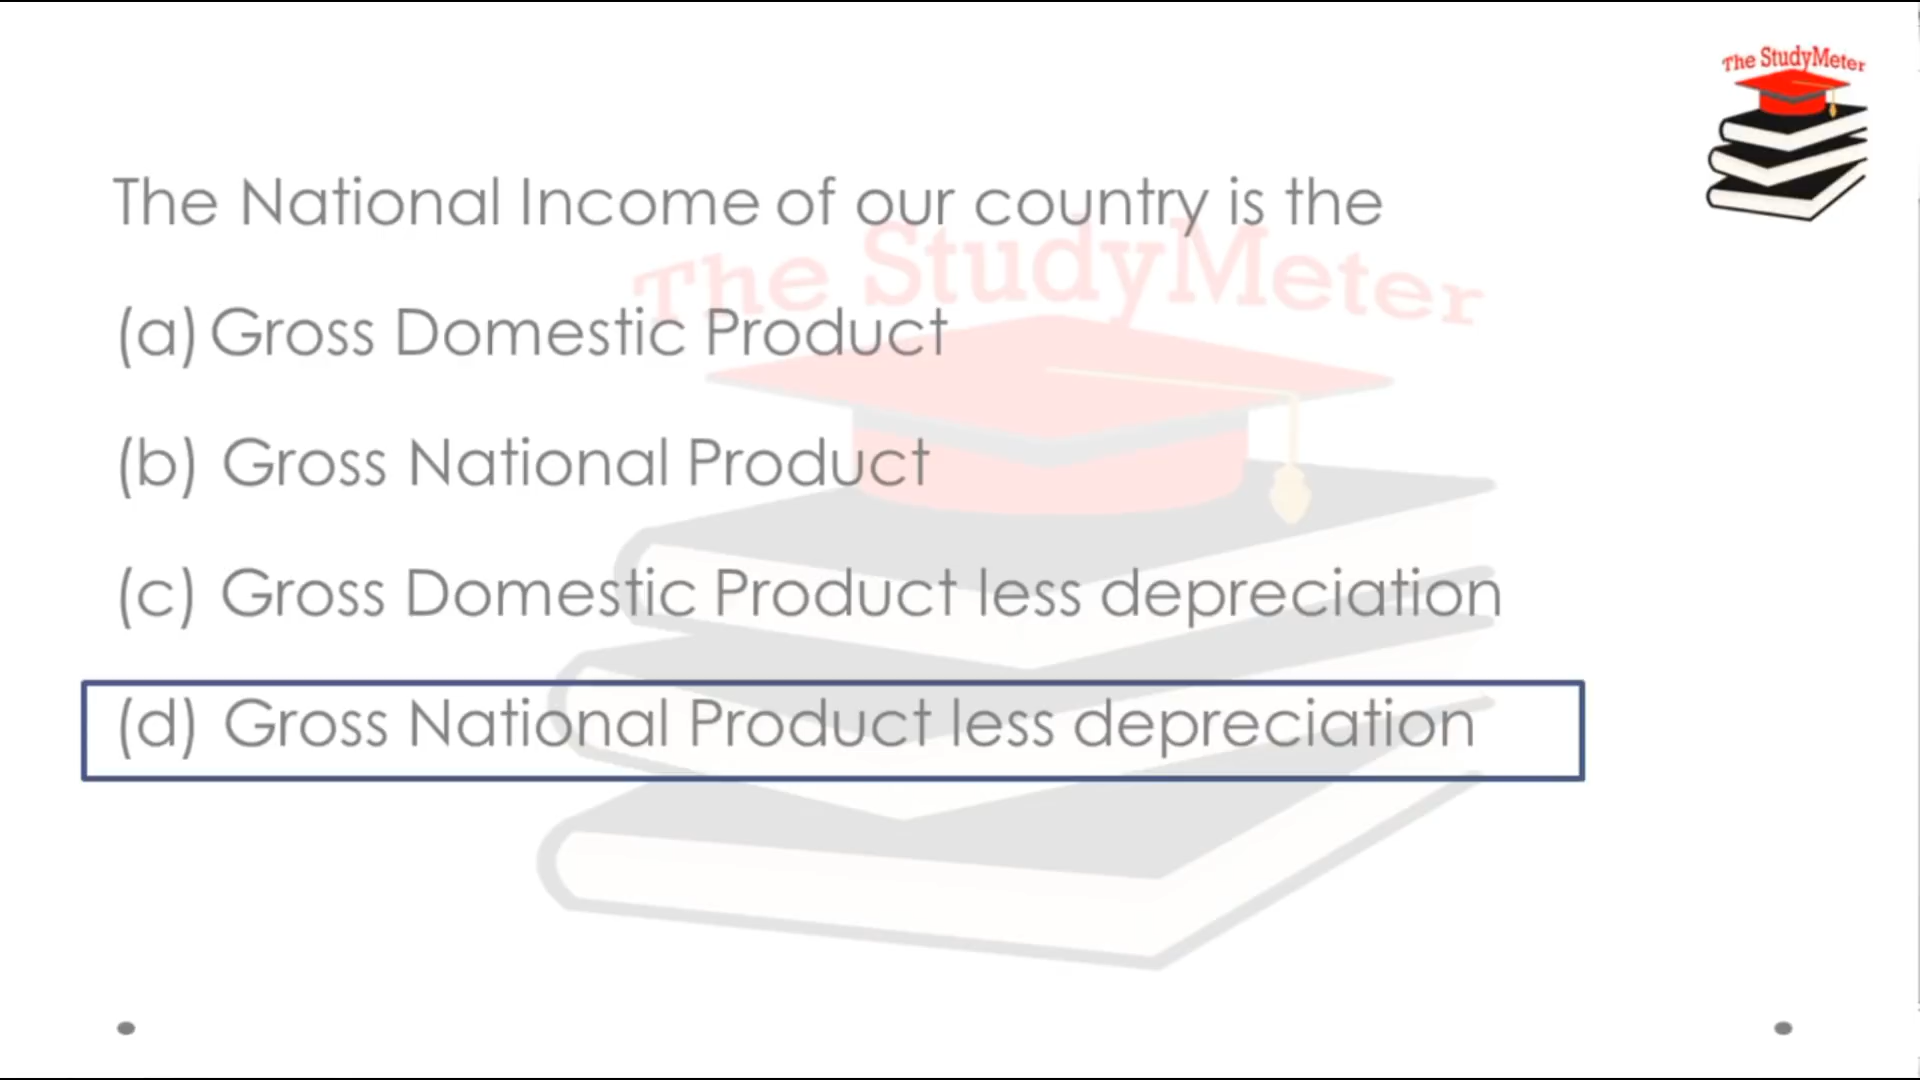 The StudyMeter
The National Income of our country is the
The StudyMeter
(a) Gross Domestic Product
(b) Gross National Product
(c) Gross Domestic Product less depreciation
(d) Gross National Product less depreciation